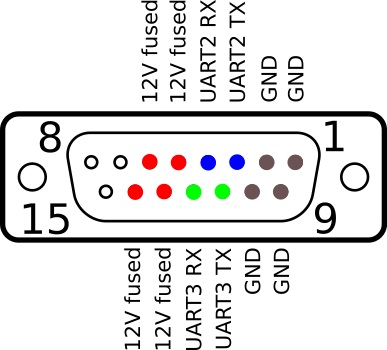 12V fused
12V fused
UART2 RX
UART2 TX
GND
GND
8
1
15
9
12V fused
12V fused
UART3 RX
UART3 TX
GND
GND